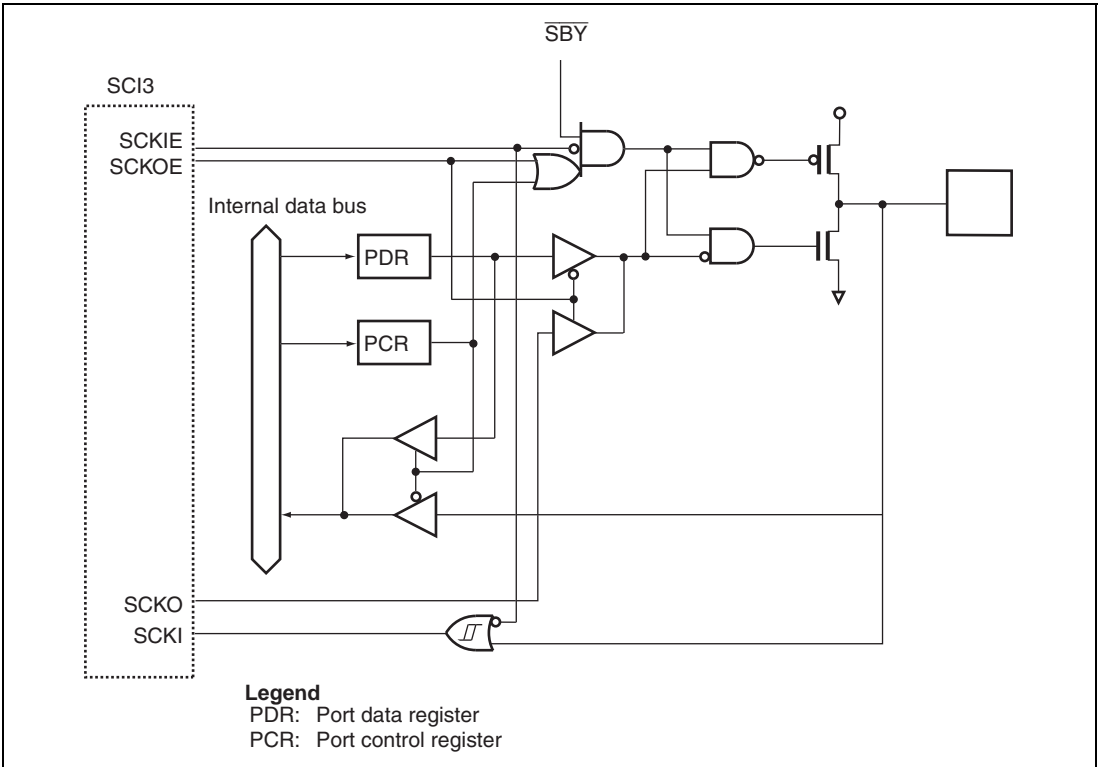 SBY
SCI3
SCKIE
SCKOE
Internal data bus
PDR
PCR
SCKO
SCKI
Legend
PDR: Port data register
PCR: Port control register